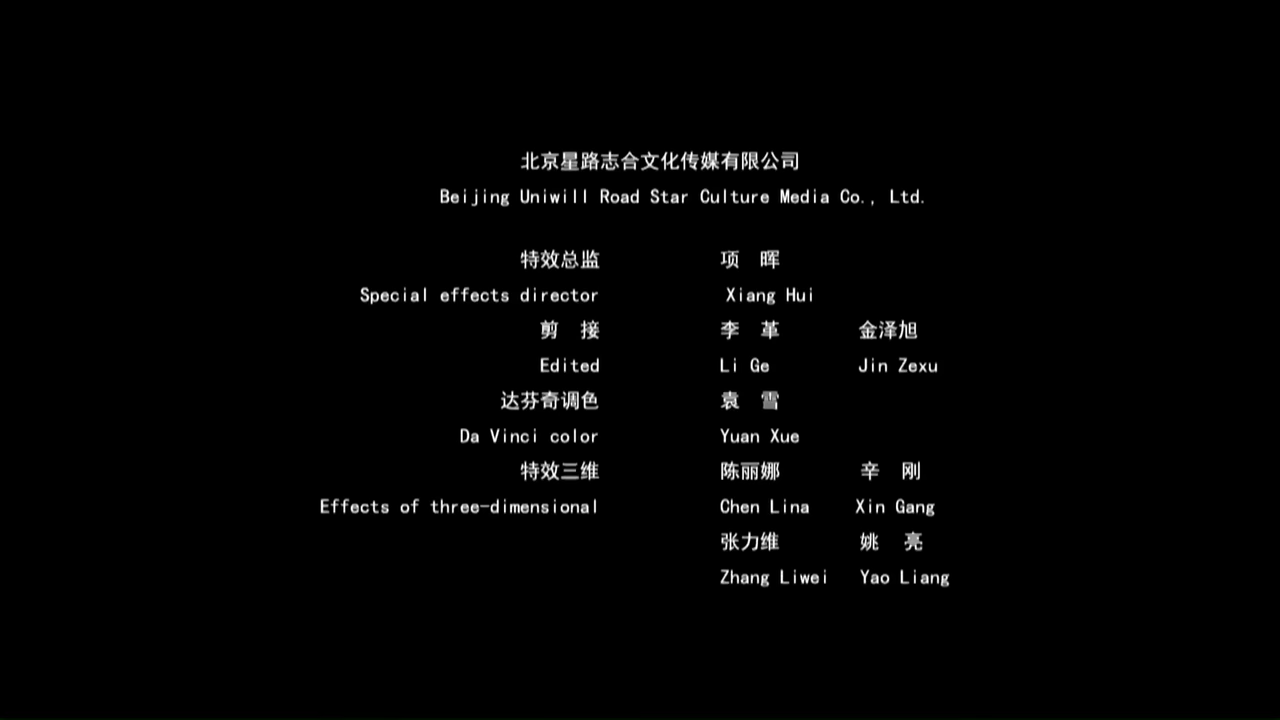 北京星路志合文化传媒有限公司
Beijing Uniwill Road Star Culture Media Co., Ltd.
特效总监 项 晖
Special effects director Xiang Hui
剪 接 李 革 金泽旭
Edited Li Ge Jin Zexu
达芬奇调色 袁 雪
Da Vinci color Yuan Xue
特效三维 陈丽娜 辛 刚
Effects of three-dimensional Chen Lina Xin Gang
张力维 姚 亮
Zhang Liwei Yao Liang